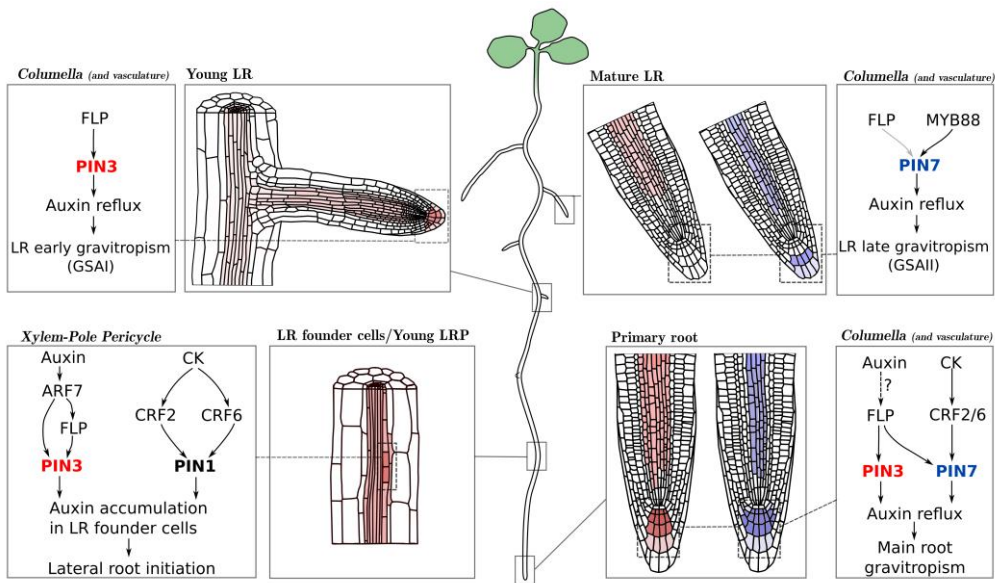 Columella (and vasculature)
FLP
PIN3
Auxin reflux
LR early gravitropism
(GSAI)
Young LR
Mature LR
Columella (and vasculature)
FLP MYB88
PIN7
Auxin reflux
LR late gravitropism
(GSAII)
Xylem-Pole Pericycle
Auxin CK
ARF7
CRF2 CRF6
FLP
PIN3 PIN1
Auxin accumulation
in LR founder cells
Lateral root initiation
LR founder cells/Young LRP
Primary root
Columella (and vasculature)
Auxin CK
?
FLP CRF2/6
PIN3 PIN7
Auxin reflux
Main root
gravitropism